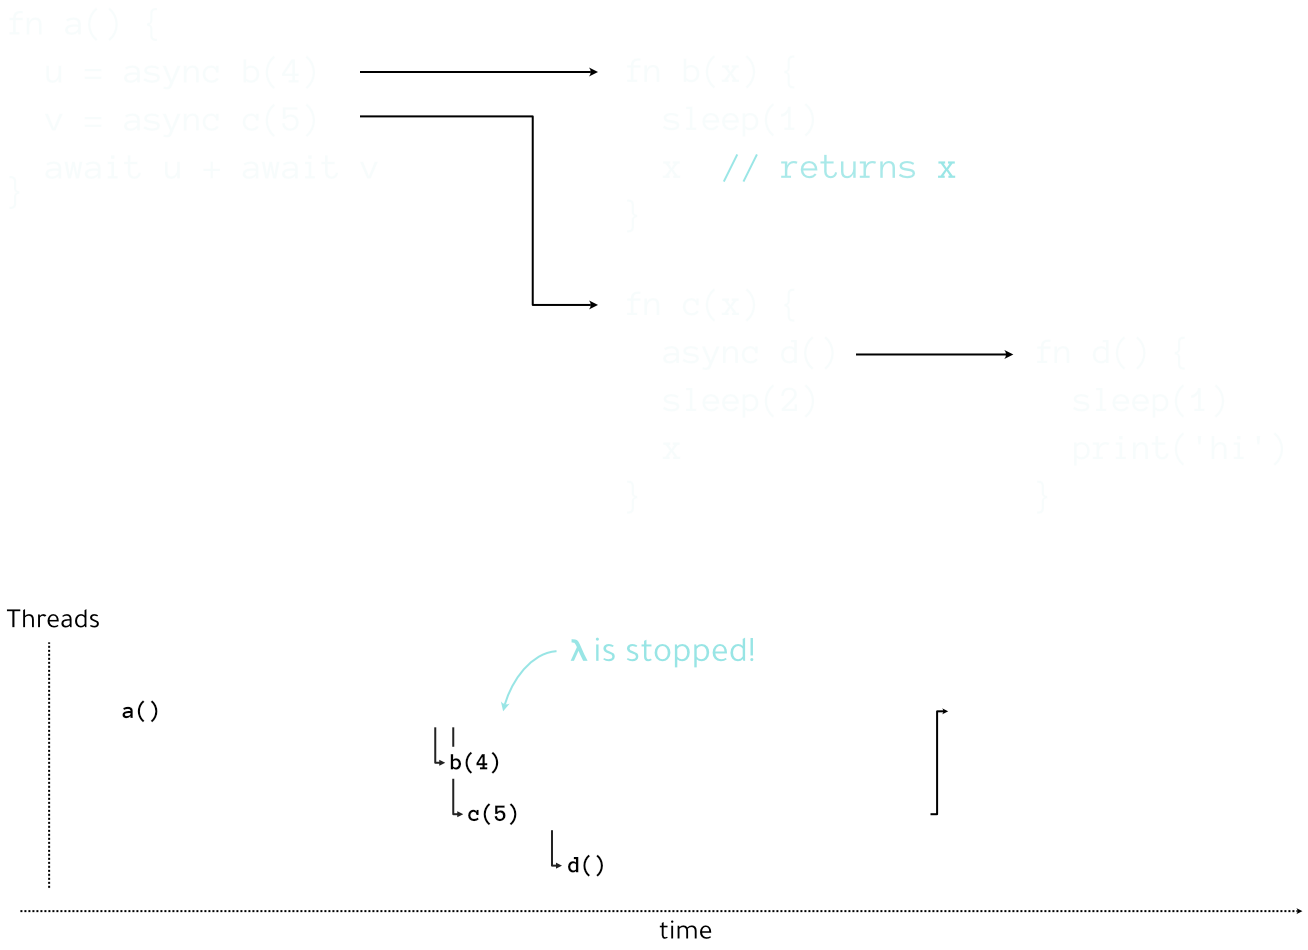 fn a() {
u = async b(4)
v = async c(5)
await u + await v
}
fn b(x) {
sleep(1)
x // returns x
}
fn c(x) {
async d()
sleep(2)
x
}
fn d() {
sleep(1)
print('hi')
}
Threads
λ is stopped!
a()
b(4)
c(5)
d()
time